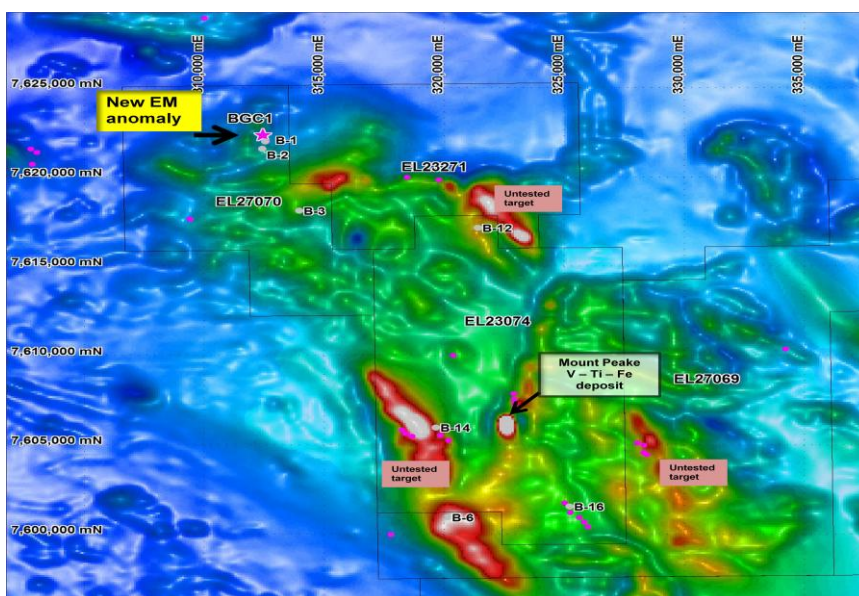 310,000 mE
315,000 mE
320,000 mE
325,000 mE
330,000 mE
335,000 mE
7,625,000 mN
New EM
anomaly
BGC1
B-1
B-2
7,620,000 mN
EL23271
EL27070
Untested
target
B-3
B-12
7,615,000 mN
EL23074
7,610,000 mN
Mount Peake
V – Ti – Fe
deposit
EL27069
B-14
7,605,000 mN
Untested
target
Untested
target
B-16
B-6
7,600,000 mN